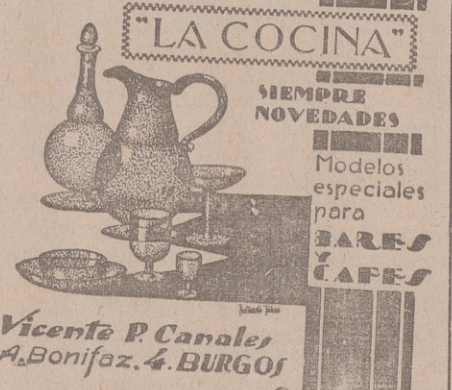 "LA COCINA"
SIEMPRE
NOVEDADES
Modelos
especiales
para
BARES
Y
CAFES
Vicente P. Canales
A. Bonifaz. 4. BURGOS